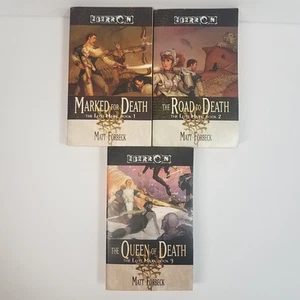 EBERRON
MARKED FOR DEATH
THE LOST MARK, BOOK 1
MATT FORBECK
EBERRON
THE ROAD TO DEATH
THE LOST MARK, BOOK 2
MATT FORBECK
EBERRON
THE QUEEN OF DEATH
THE LOST MARK, BOOK 3
MATT FORBECK